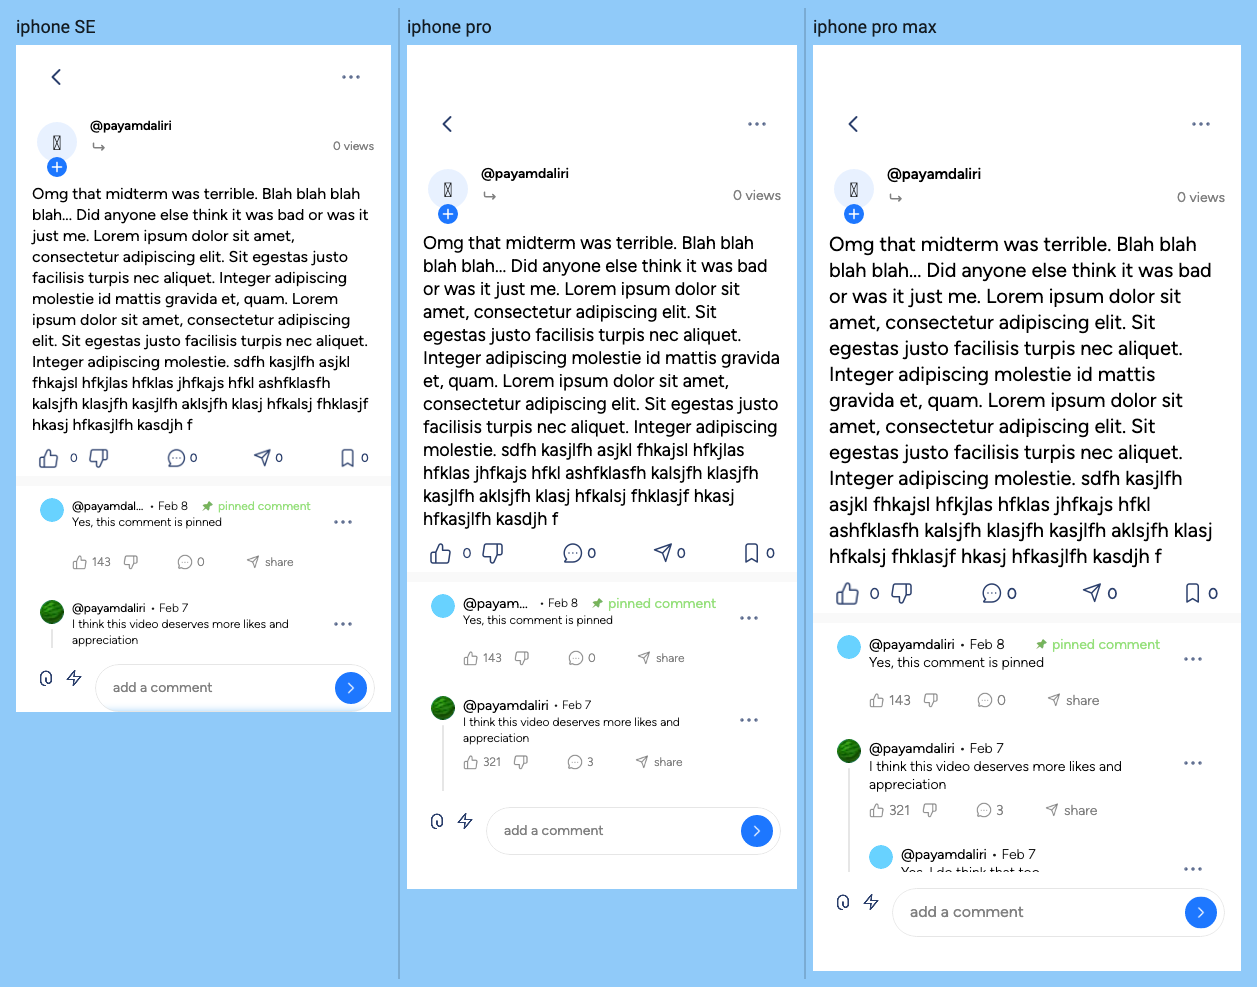 iphone SE
@payamdaliri
0 views
Omg that midterm was terrible. Blah blah blah
blah... Did anyone else think it was bad or was it
just me. Lorem ipsum dolor sit amet,
consectetur adipiscing elit. Sit egestas justo
facilisis turpis nec aliquet. Integer adipiscing
molestie id mattis gravida et, quam. Lorem
ipsum dolor sit amet, consectetur adipiscing
elit. Sit egestas justo facilisis turpis nec aliquet.
Integer adipiscing molestie. sdfh kasjlfh asjkl
fhkajsl hfkjlas hfklas jhfkajs hfkl ashfklasfh
kalsjfh klasjfh kasjlfh aklsjfh klasj hfkalsj fhklasjf
hkasj hfkasjlfh kasdjh f
0 0 0 0
@payamdal... • Feb 8 pinned comment
Yes, this comment is pinned
143 0 share
@payamdaliri • Feb 7
I think this video deserves more likes and
appreciation
add a comment
iphone pro
@payamdaliri
0 views
Omg that midterm was terrible. Blah blah
blah blah... Did anyone else think it was bad
or was it just me. Lorem ipsum dolor sit
amet, consectetur adipiscing elit. Sit
egestas justo facilisis turpis nec aliquet.
Integer adipiscing molestie id mattis gravida
et, quam. Lorem ipsum dolor sit amet,
consectetur adipiscing elit. Sit egestas justo
facilisis turpis nec aliquet. Integer adipiscing
molestie. sdfh kasjlfh asjkl fhkajsl hfkjlas
hfklas jhfkajs hfkl ashfklasfh kalsjfh klasjfh
kasjlfh aklsjfh klasj hfkalsj fhklasjf hkasj
hfkasjlfh kasdjh f
0 0 0 0
@payam... • Feb 8 pinned comment
Yes, this comment is pinned
143 0 share
@payamdaliri • Feb 7
I think this video deserves more likes and
appreciation
321 3 share
add a comment
iphone pro max
@payamdaliri
0 views
Omg that midterm was terrible. Blah blah
blah blah... Did anyone else think it was bad
or was it just me. Lorem ipsum dolor sit
amet, consectetur adipiscing elit. Sit
egestas justo facilisis turpis nec aliquet.
Integer adipiscing molestie id mattis
gravida et, quam. Lorem ipsum dolor sit
amet, consectetur adipiscing elit. Sit
egestas justo facilisis turpis nec aliquet.
Integer adipiscing molestie. sdfh kasjlfh
asjkl fhkajsl hfkjlas hfklas jhfkajs hfkl
ashfklasfh kalsjfh klasjfh kasjlfh aklsjfh klasj
hfkalsj fhklasjf hkasj hfkasjlfh kasdjh f
0 0 0 0
@payamdaliri • Feb 8 pinned comment
Yes, this comment is pinned
143 0 share
@payamdaliri • Feb 7
I think this video deserves more likes and
appreciation
321 3 share
@payamdaliri • Feb 7
Yes, I do think that too
add a comment